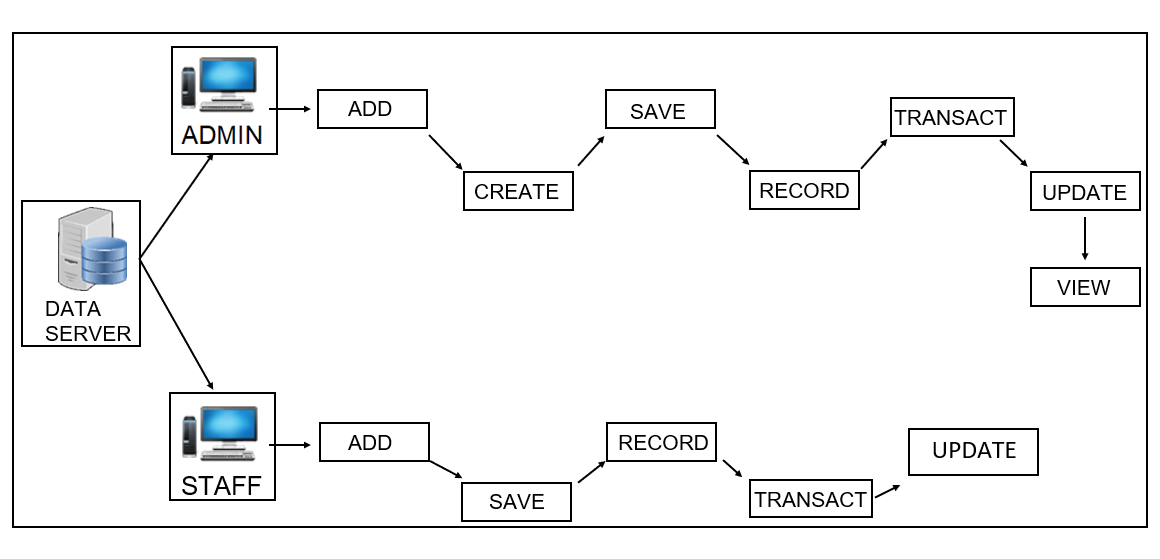 ADMIN
ADD
CREATE
SAVE
RECORD
TRANSACT
UPDATE
VIEW
DATA
SERVER
STAFF
ADD
SAVE
RECORD
TRANSACT
UPDATE